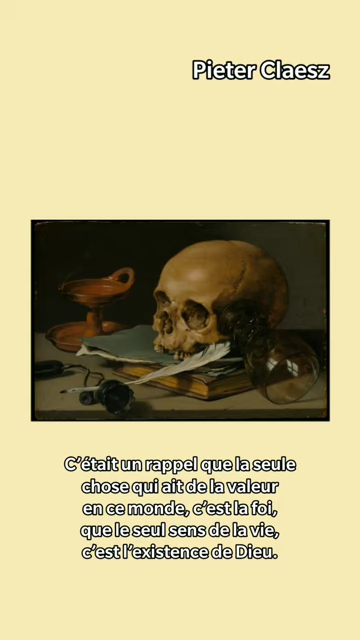 Pieter Claesz
C'était un rappel que la seule
chose qui ait de la valeur
en ce monde, c'est la foi,
que le seul sens de la vie,
c'est l'existence de Dieu.